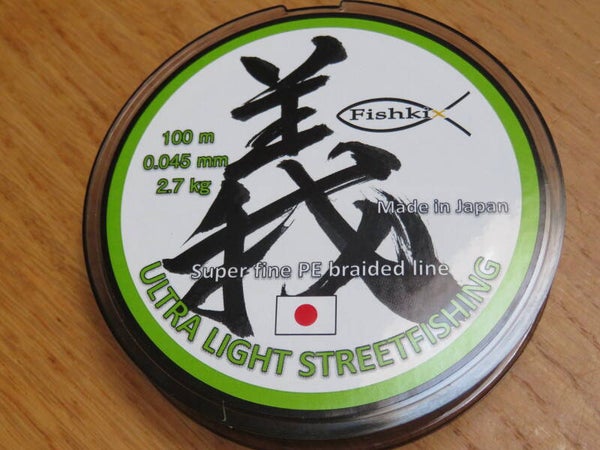 義
Fishkix
100 m
0.045 mm
2.7 kg
Made in Japan
Super fine PE braided line
ULTRA LIGHT STREETFISHING